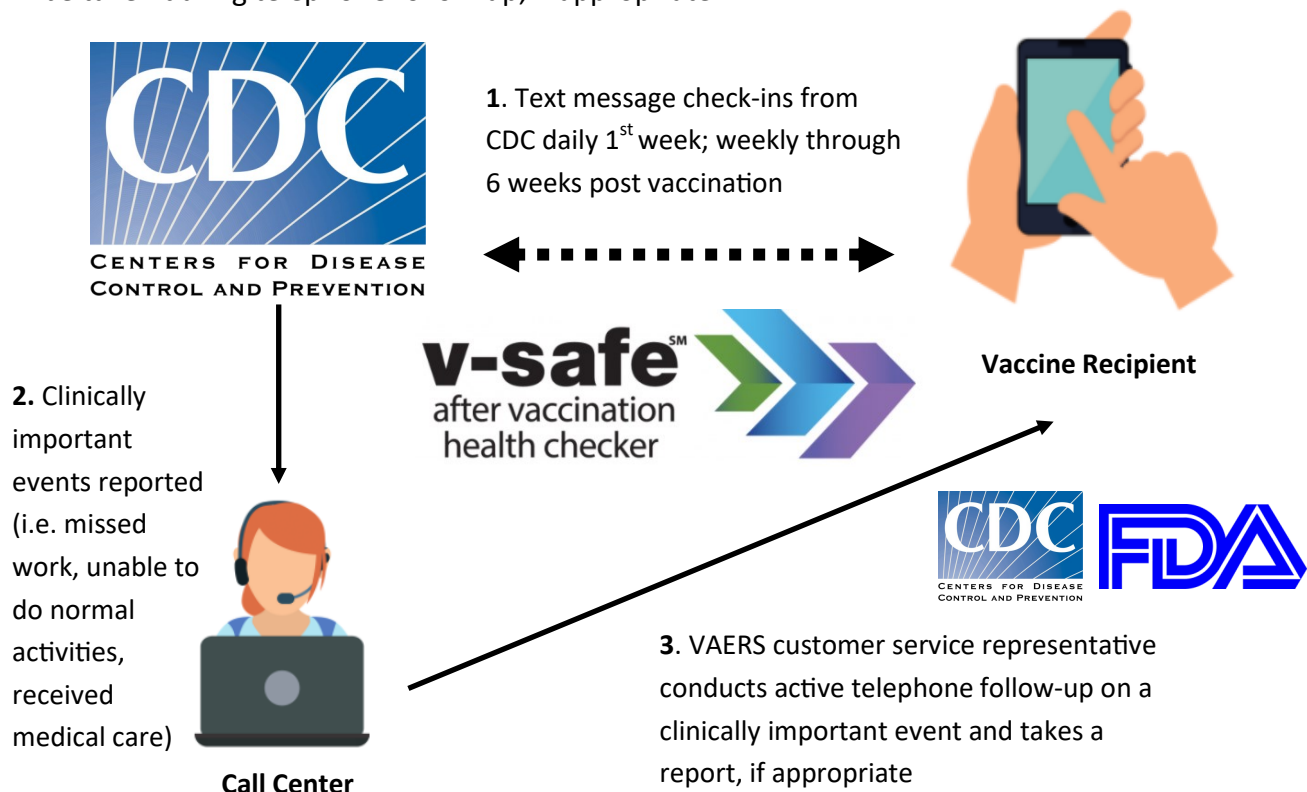 CDC
CENTERS FOR DISEASE
CONTROL AND PREVENTION
1. Text message check-ins from
CDC daily 1st week; weekly through
6 weeks post vaccination
v-safe℠
after vaccination
health checker
Vaccine Recipient
2. Clinically
important
events reported
(i.e. missed
work, unable to
do normal
activities,
received
medical care)
Call Center
CDC
CENTERS FOR DISEASE
CONTROL AND PREVENTION
FDA
3. VAERS customer service representative
conducts active telephone follow-up on a
clinically important event and takes a
report, if appropriate